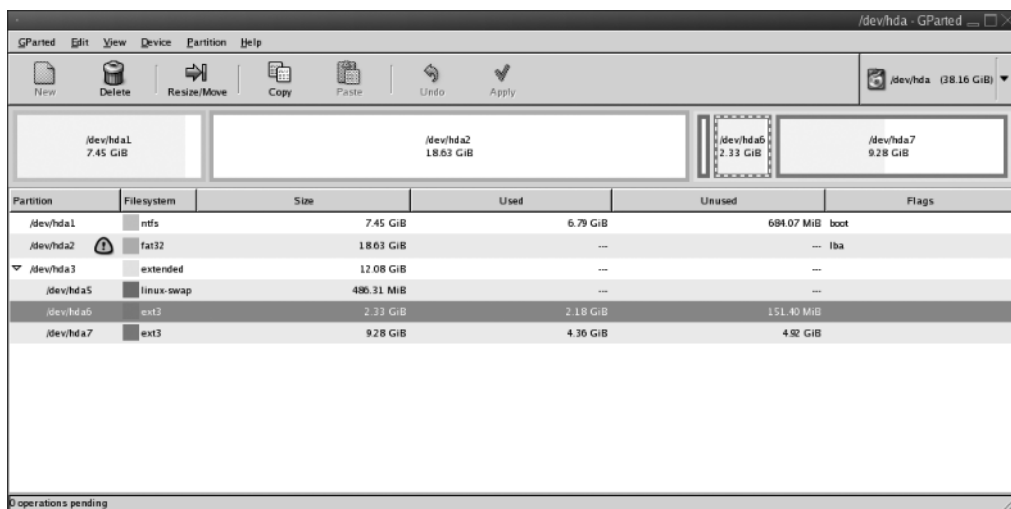 /dev/hda - GParted
GParted Edit View Device Partition Help
New Delete Resize/Move Copy Paste Undo Apply /dev/hda (38.16 GiB)
/dev/hda1 /dev/hda2 /dev/hda6 /dev/hda7
7.45 GiB 18.63 GiB 2.33 GiB 9.28 GiB
Partition Filesystem Size Used Unused Flags
/dev/hda1 ntfs 7.45 GiB 6.79 GiB 684.07 MiB boot
/dev/hda2 fat32 18.63 GiB --- --- lba
/dev/hda3 extended 12.08 GiB --- ---
/dev/hda5 linux-swap 486.31 MiB --- ---
/dev/hda6 ext3 2.33 GiB 2.18 GiB 151.40 MiB
/dev/hda7 ext3 9.28 GiB 4.36 GiB 4.92 GiB
0 operations pending